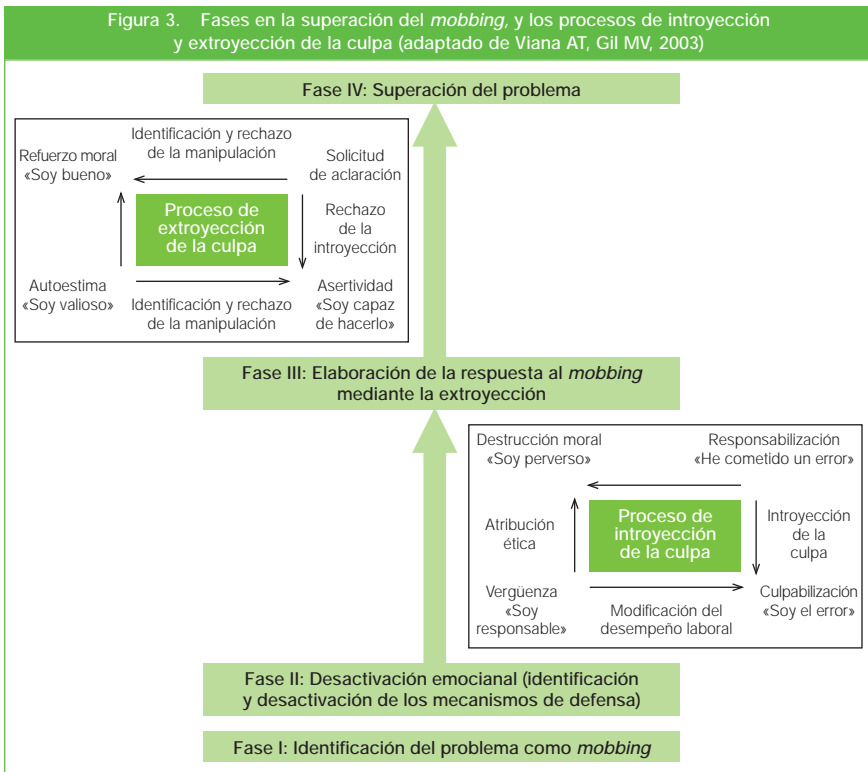 Figura 3. Fases en la superación del mobbing, y los procesos de introyección
y extroyección de la culpa (adaptado de Viana AT, Gil MV, 2003)
Fase IV: Superación del problema
Identificación y rechazo
de la manipulación
Refuerzo moral
«Soy bueno»
Solicitud
de aclaración
Proceso de
extroyección
de la culpa
Rechazo
de la
introyección
Autoestima
«Soy valioso»
Identificación y rechazo
de la manipulación
Asertividad
«Soy capaz
de hacerlo»
Fase III: Elaboración de la respuesta al mobbing
mediante la extroyección
Destrucción moral
«Soy perverso»
Responsabilización
«He cometido un error»
Atribución
ética
Proceso de
introyección
de la culpa
Introyección
de la
culpa
Vergüenza
«Soy
responsable»
Modificación del
desempeño laboral
Culpabilización
«Soy el error»
Fase II: Desactivación emocianal (identificación
y desactivación de los mecanismos de defensa)
Fase I: Identificación del problema como mobbing